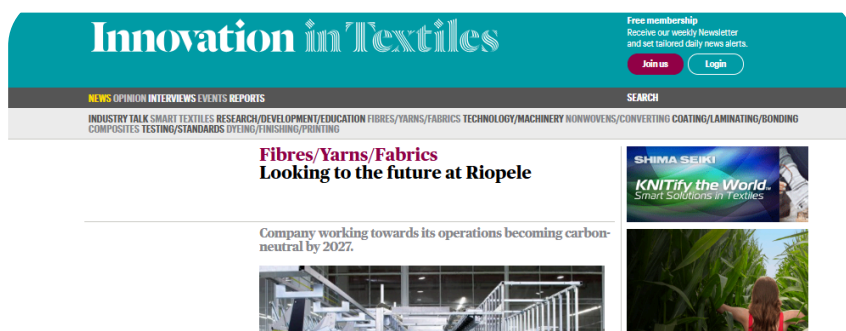 Innovation in Textiles
Free membership
Receive our weekly Newsletter
and set tailored daily news alerts.
Join us
Login
NEWS OPINION INTERVIEWS EVENTS REPORTS
SEARCH
INDUSTRY TALK SMART TEXTILES RESEARCH/DEVELOPMENT/EDUCATION FIBRES/YARNS/FABRICS TECHNOLOGY/MACHINERY NONWOVENS/CONVERTING COATING/LAMINATING/BONDING
COMPOSITES TESTING/STANDARDS DYEING/FINISHING/PRINTING
Fibres/Yarns/Fabrics
Looking to the future at Riopele
SHIMA SEIKI
KNITify the World™
Smart Solutions in Textiles
Company working towards its operations becoming carbon-
neutral by 2027.